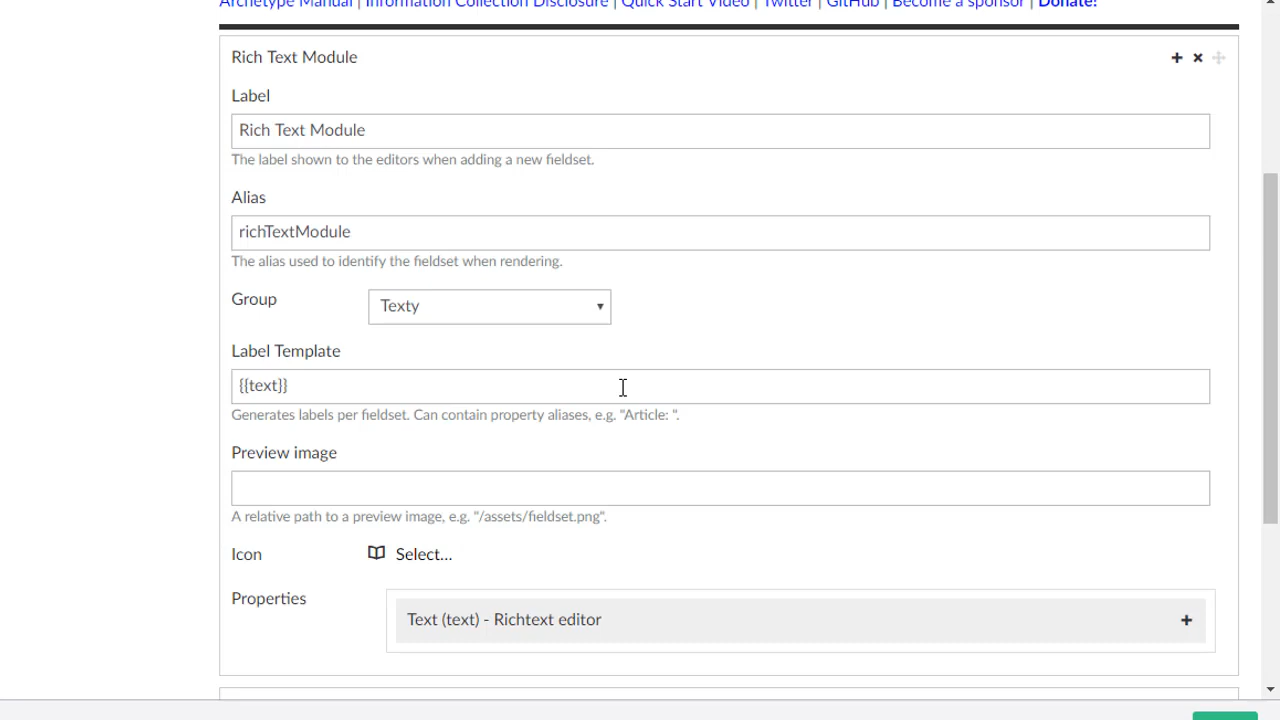 Archetype Manual | Information Collection Disclosure | Quick Start Video | Twitter | GitHub | Become a sponsor | Donate!
Rich Text Module
Label
Rich Text Module
The label shown to the editors when adding a new fieldset.
Alias
richTextModule
The alias used to identify the fieldset when rendering.
Group
Texty
Label Template
{{text}}
Generates labels per fieldset. Can contain property aliases, e.g. "Article: ".
Preview image
A relative path to a preview image, e.g. "/assets/fieldset.png".
Icon
Select...
Properties
Text (text) - Richtext editor